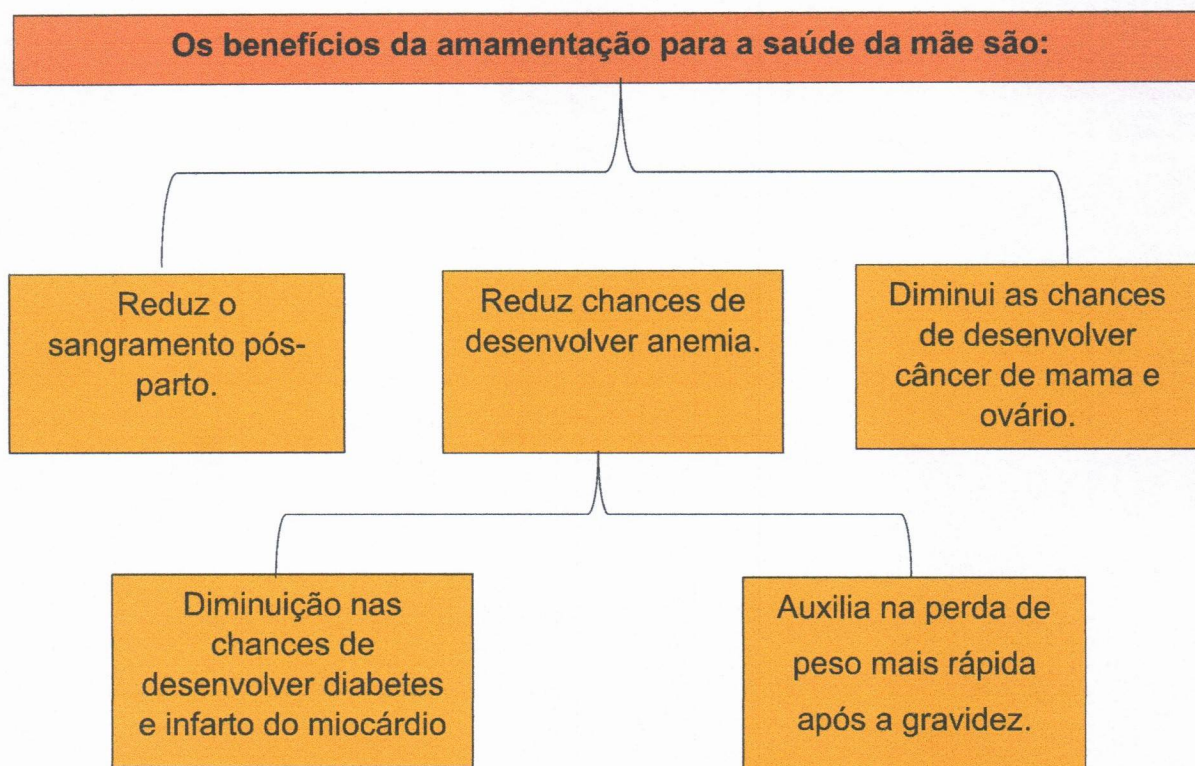 Os benefícios da amamentação para a saúde da mãe são:
Reduz o
sangramento pós-
parto.
Reduz chances de
desenvolver anemia.
Diminui as chances
de desenvolver
câncer de mama e
ovário.
Diminuição nas
chances de
desenvolver diabetes
e infarto do miocárdio
Auxilia na perda de
peso mais rápida
após a gravidez.